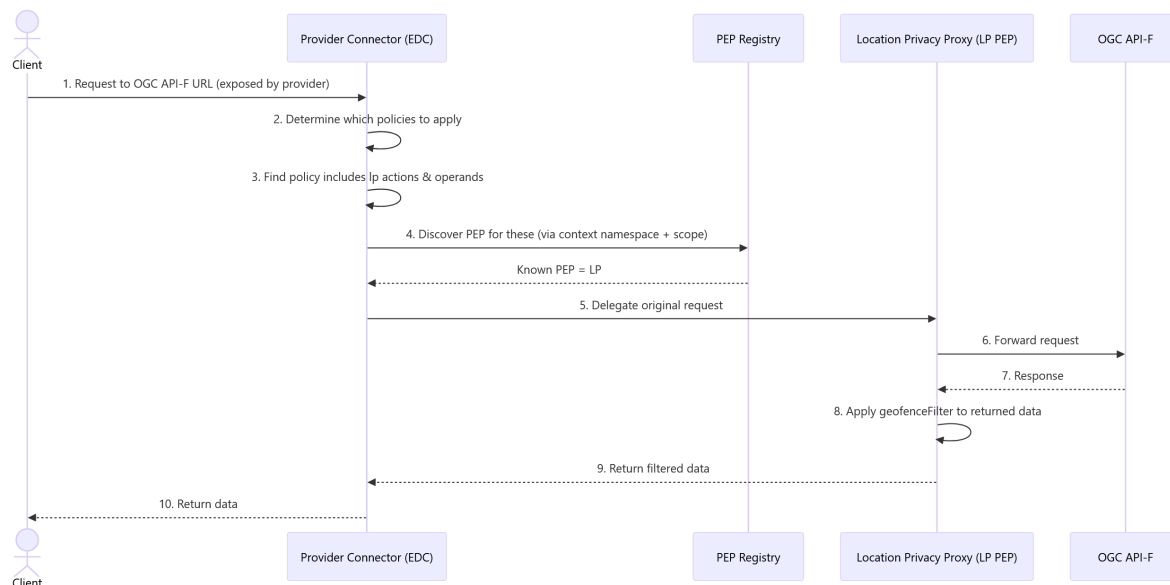 Client
Provider Connector (EDC)
PEP Registry
Location Privacy Proxy (LP PEP)
OGC API-F
1. Request to OGC API-F URL (exposed by provider)
2. Determine which policies to apply
3. Find policy includes lp actions & operands
4. Discover PEP for these (via context namespace + scope)
Known PEP = LP
5. Delegate original request
6. Forward request
7. Response
8. Apply geofenceFilter to returned data
9. Return filtered data
10. Return data
Provider Connector (EDC)
PEP Registry
Location Privacy Proxy (LP PEP)
OGC API-F
Client